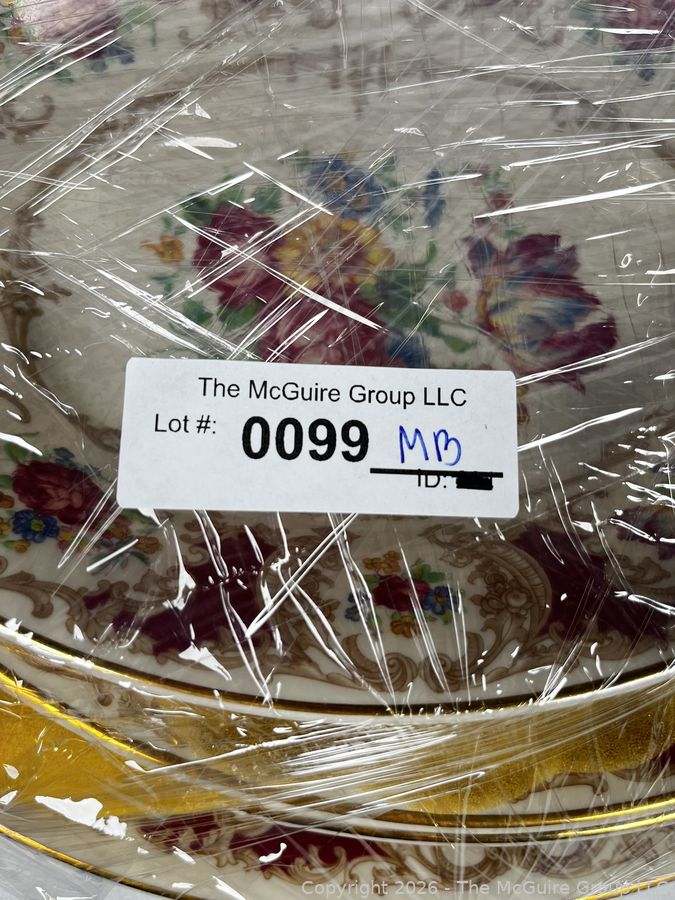 The McGuire Group LLC
Lot #: 0099 MB
ID:
Copyright 2026 - The McGuire Group LLC